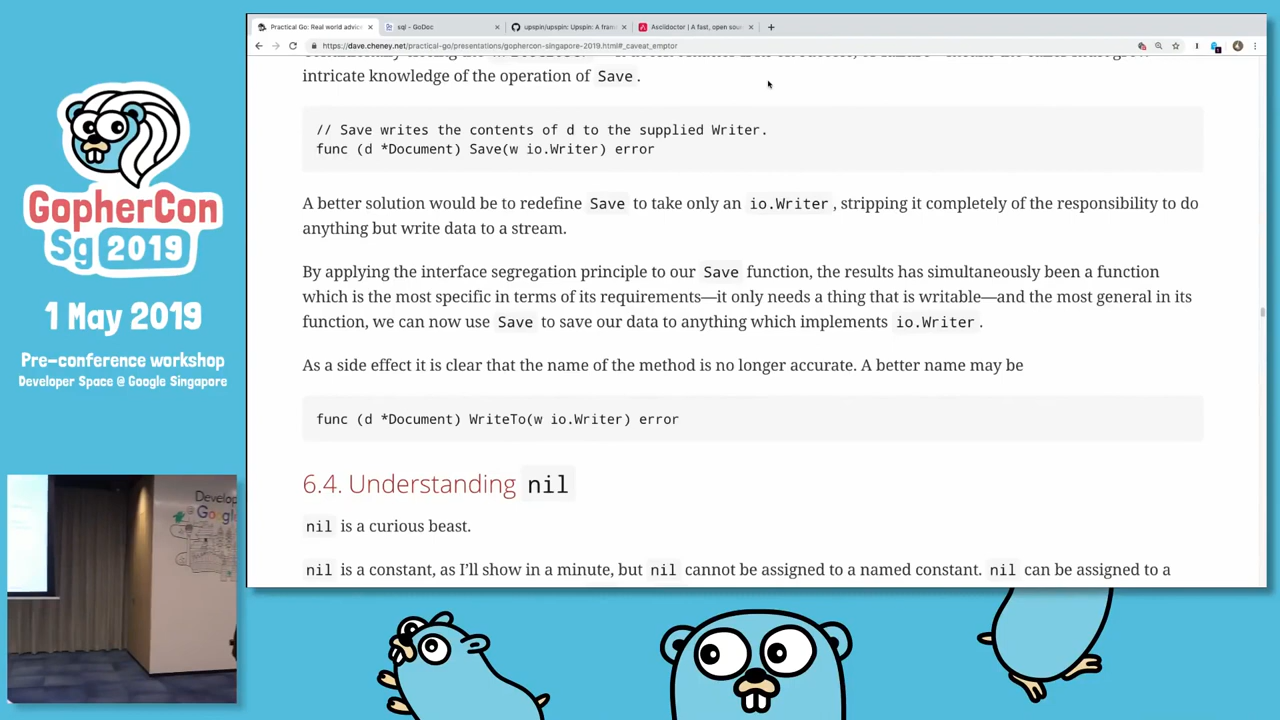 Practical Go: Real world advic
sql - GoDoc
upspin/upspin: Upspin: A fram
Asciidoctor | A fast, open sou
https://dave.cheney.net/practical-go/presentations/gophercon-singapore-2019.html#_caveat_emptor
intricate knowledge of the operation of Save.
// Save writes the contents of d to the supplied Writer.
func (d *Document) Save(w io.Writer) error
A better solution would be to redefine Save to take only an io.Writer, stripping it completely of the responsibility to do
anything but write data to a stream.
By applying the interface segregation principle to our Save function, the results has simultaneously been a function
which is the most specific in terms of its requirements—it only needs a thing that is writable—and the most general in its
function, we can now use Save to save our data to anything which implements io.Writer.
As a side effect it is clear that the name of the method is no longer accurate. A better name may be
func (d *Document) WriteTo(w io.Writer) error
6.4. Understanding nil
nil is a curious beast.
nil is a constant, as I’ll show in a minute, but nil cannot be assigned to a named constant. nil can be assigned to a
GopherCon
Sg 2019
1 May 2019
Pre-conference workshop
Developer Space @ Google Singapore
Develop
Google